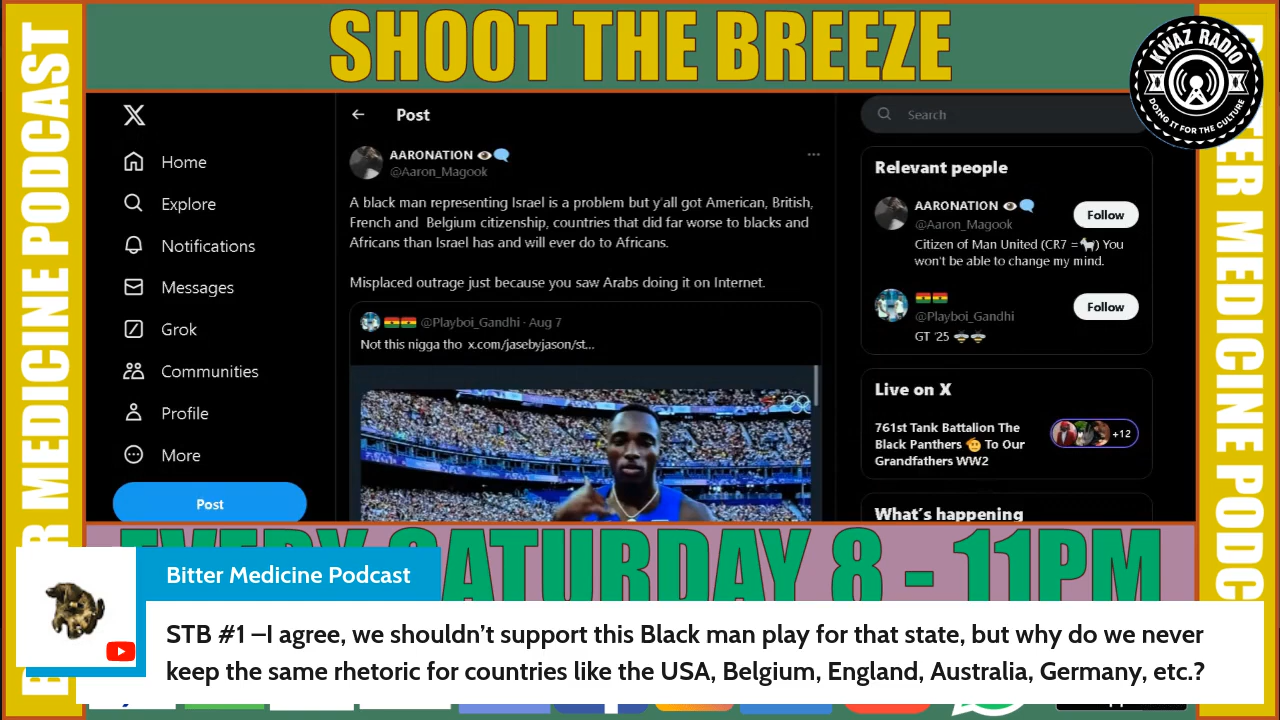 SHOOT THE BREEZE
KWAZ RADIO
DOING IT FOR THE CULTURE
BITTER MEDICINE PODCAST
Home
Explore
Notifications
Messages
Grok
Communities
Profile
More
Post
Post
AARONATION
@Aaron_Magook
A black man representing Israel is a problem but y'all got American, British,
French and Belgium citizenship, countries that did far worse to blacks and
Africans than Israel has and will ever do to Africans.
Misplaced outrage just because you saw Arabs doing it on Internet.
@Playboi_Gandhi · Aug 7
Not this nigga tho x.com/jasebyjason/st...
Search
Relevant people
AARONATION
@Aaron_Magook
Follow
Citizen of Man United (CR7 = ) You
won't be able to change my mind.
@Playboi_Gandhi
Follow
GT '25
Live on X
761st Tank Battalion The
Black Panthers To Our
Grandfathers WW2
+12
What's happening
BITTER MEDICINE PODC
EVERY SATURDAY 8 - 11PM
Bitter Medicine Podcast
STB #1 –I agree, we shouldn't support this Black man play for that state, but why do we never
keep the same rhetoric for countries like the USA, Belgium, England, Australia, Germany, etc.?